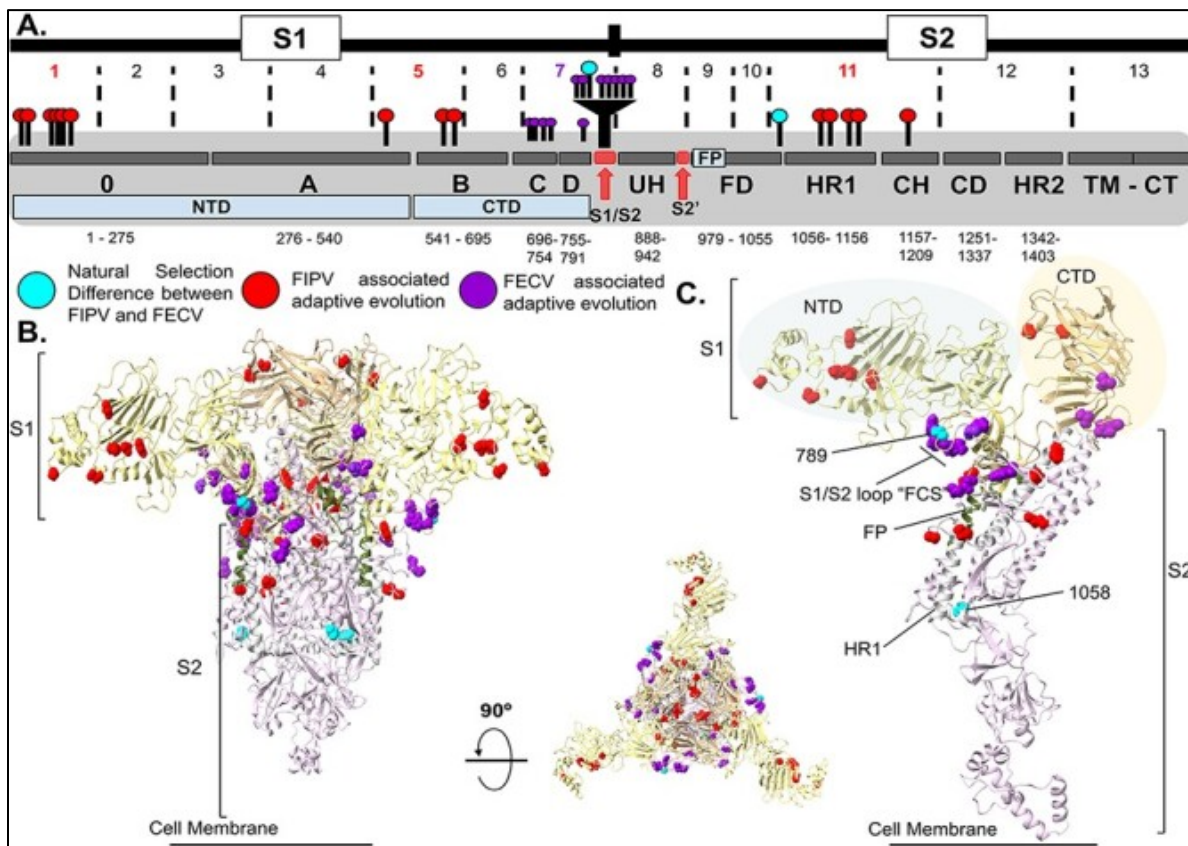 A.
S1
S2
1 2 3 4 5 6 7 8 9 10 11 12 13
FP
0 A B C D UH FD HR1 CH CD HR2 TM - CT
NTD
CTD
S1/S2
S2'
1 - 275
276 - 540
541 - 695
696-
754
755-
791
888-
942
979 - 1055
1056- 1156
1157-
1209
1251-
1337
1342-
1403
Natural Selection
Difference between
FIPV and FECV
FIPV associated
adaptive evolution
FECV associated
adaptive evolution
B.
S1
S2
Cell Membrane
90º
C.
S1
NTD
CTD
789
S1/S2 loop "FCS
FP
1058
HR1
S2
Cell Membrane